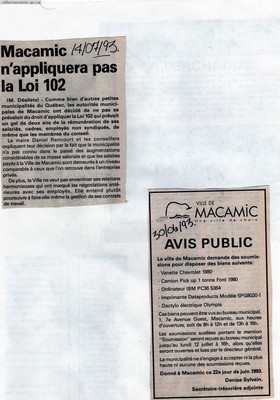 Macamic
14/07/93
n'appliquera pas
la Loi 102
(M. Désilets) - Comme bien d'autres petites
municipalités du Québec, les autorités munici-
pales de Macamic ont décidé de ne pas se
prévaloir du droit d'appliquer la Loi 102 qui prévoit
un gel de deux ans de la rémunération de ses
salariés, cadres, employés non syndiqués, de
même que les membres du conseil.
Le maire Daniel Rancourt et les conseillers
expliquent leur décision par le fait que la municipalité
n'a pas connu dans le passé des augmentations
considérables de sa masse salariale et que les salaires
payés à la Ville de Macamic sont demeurés à un niveau
comparable à ceux que l'on retrouve dans l'entreprise
privée.
De plus, la Ville ne veut pas envenimer ses relations
harmonieuses qui ont marqué les négociations anté-
rieures avec ses employés. Elle entend plutôt
poursuivre à faire elle-même la gestion de ses contrats
de travail.
30/06/93.
VILLE DE
MACAMIC
Une ville de choix
AVIS PUBLIC
La ville de Macamic demande des soumis-
sions pour disposer des biens suivants:
- Vanette Chevrolet 1980
- Camion Pick up 1 tonne Ford 1980
- Ordinateur IBM PC36 5364
- Imprimante Dataproducts Modèle SPG8020-1
- Dactylo électrique Olympia
Ces biens peuvent être vus au bureau municipal,
1, 7e Avenue Ouest, Macamic, aux heures
d'ouverture, soit de 8h à 12h et de 13h à 16h.
Les soumissions scellées portant la mention
"Soumission" seront reçues au bureau municipal
jusqu'au lundi 12 juillet à 16h, alors qu'elles
seront ouvertes et lues par le directeur général.
La municipalité ne s'engage à accepter ni la plus
haute ni aucune des soumissions reçues.
Donné à Macamic ce 22e jour de juin 1993.
Denise Sylvain,
Secrétaire-trésorière adjointe